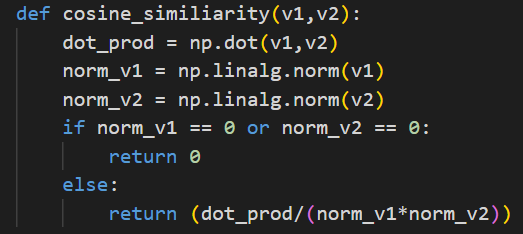 def cosine_similiarity(v1,v2):
    dot_prod = np.dot(v1,v2)
    norm_v1 = np.linalg.norm(v1)
    norm_v2 = np.linalg.norm(v2)
    if norm_v1 == 0 or norm_v2 == 0:
        return 0
    else:
        return (dot_prod/(norm_v1*norm_v2))